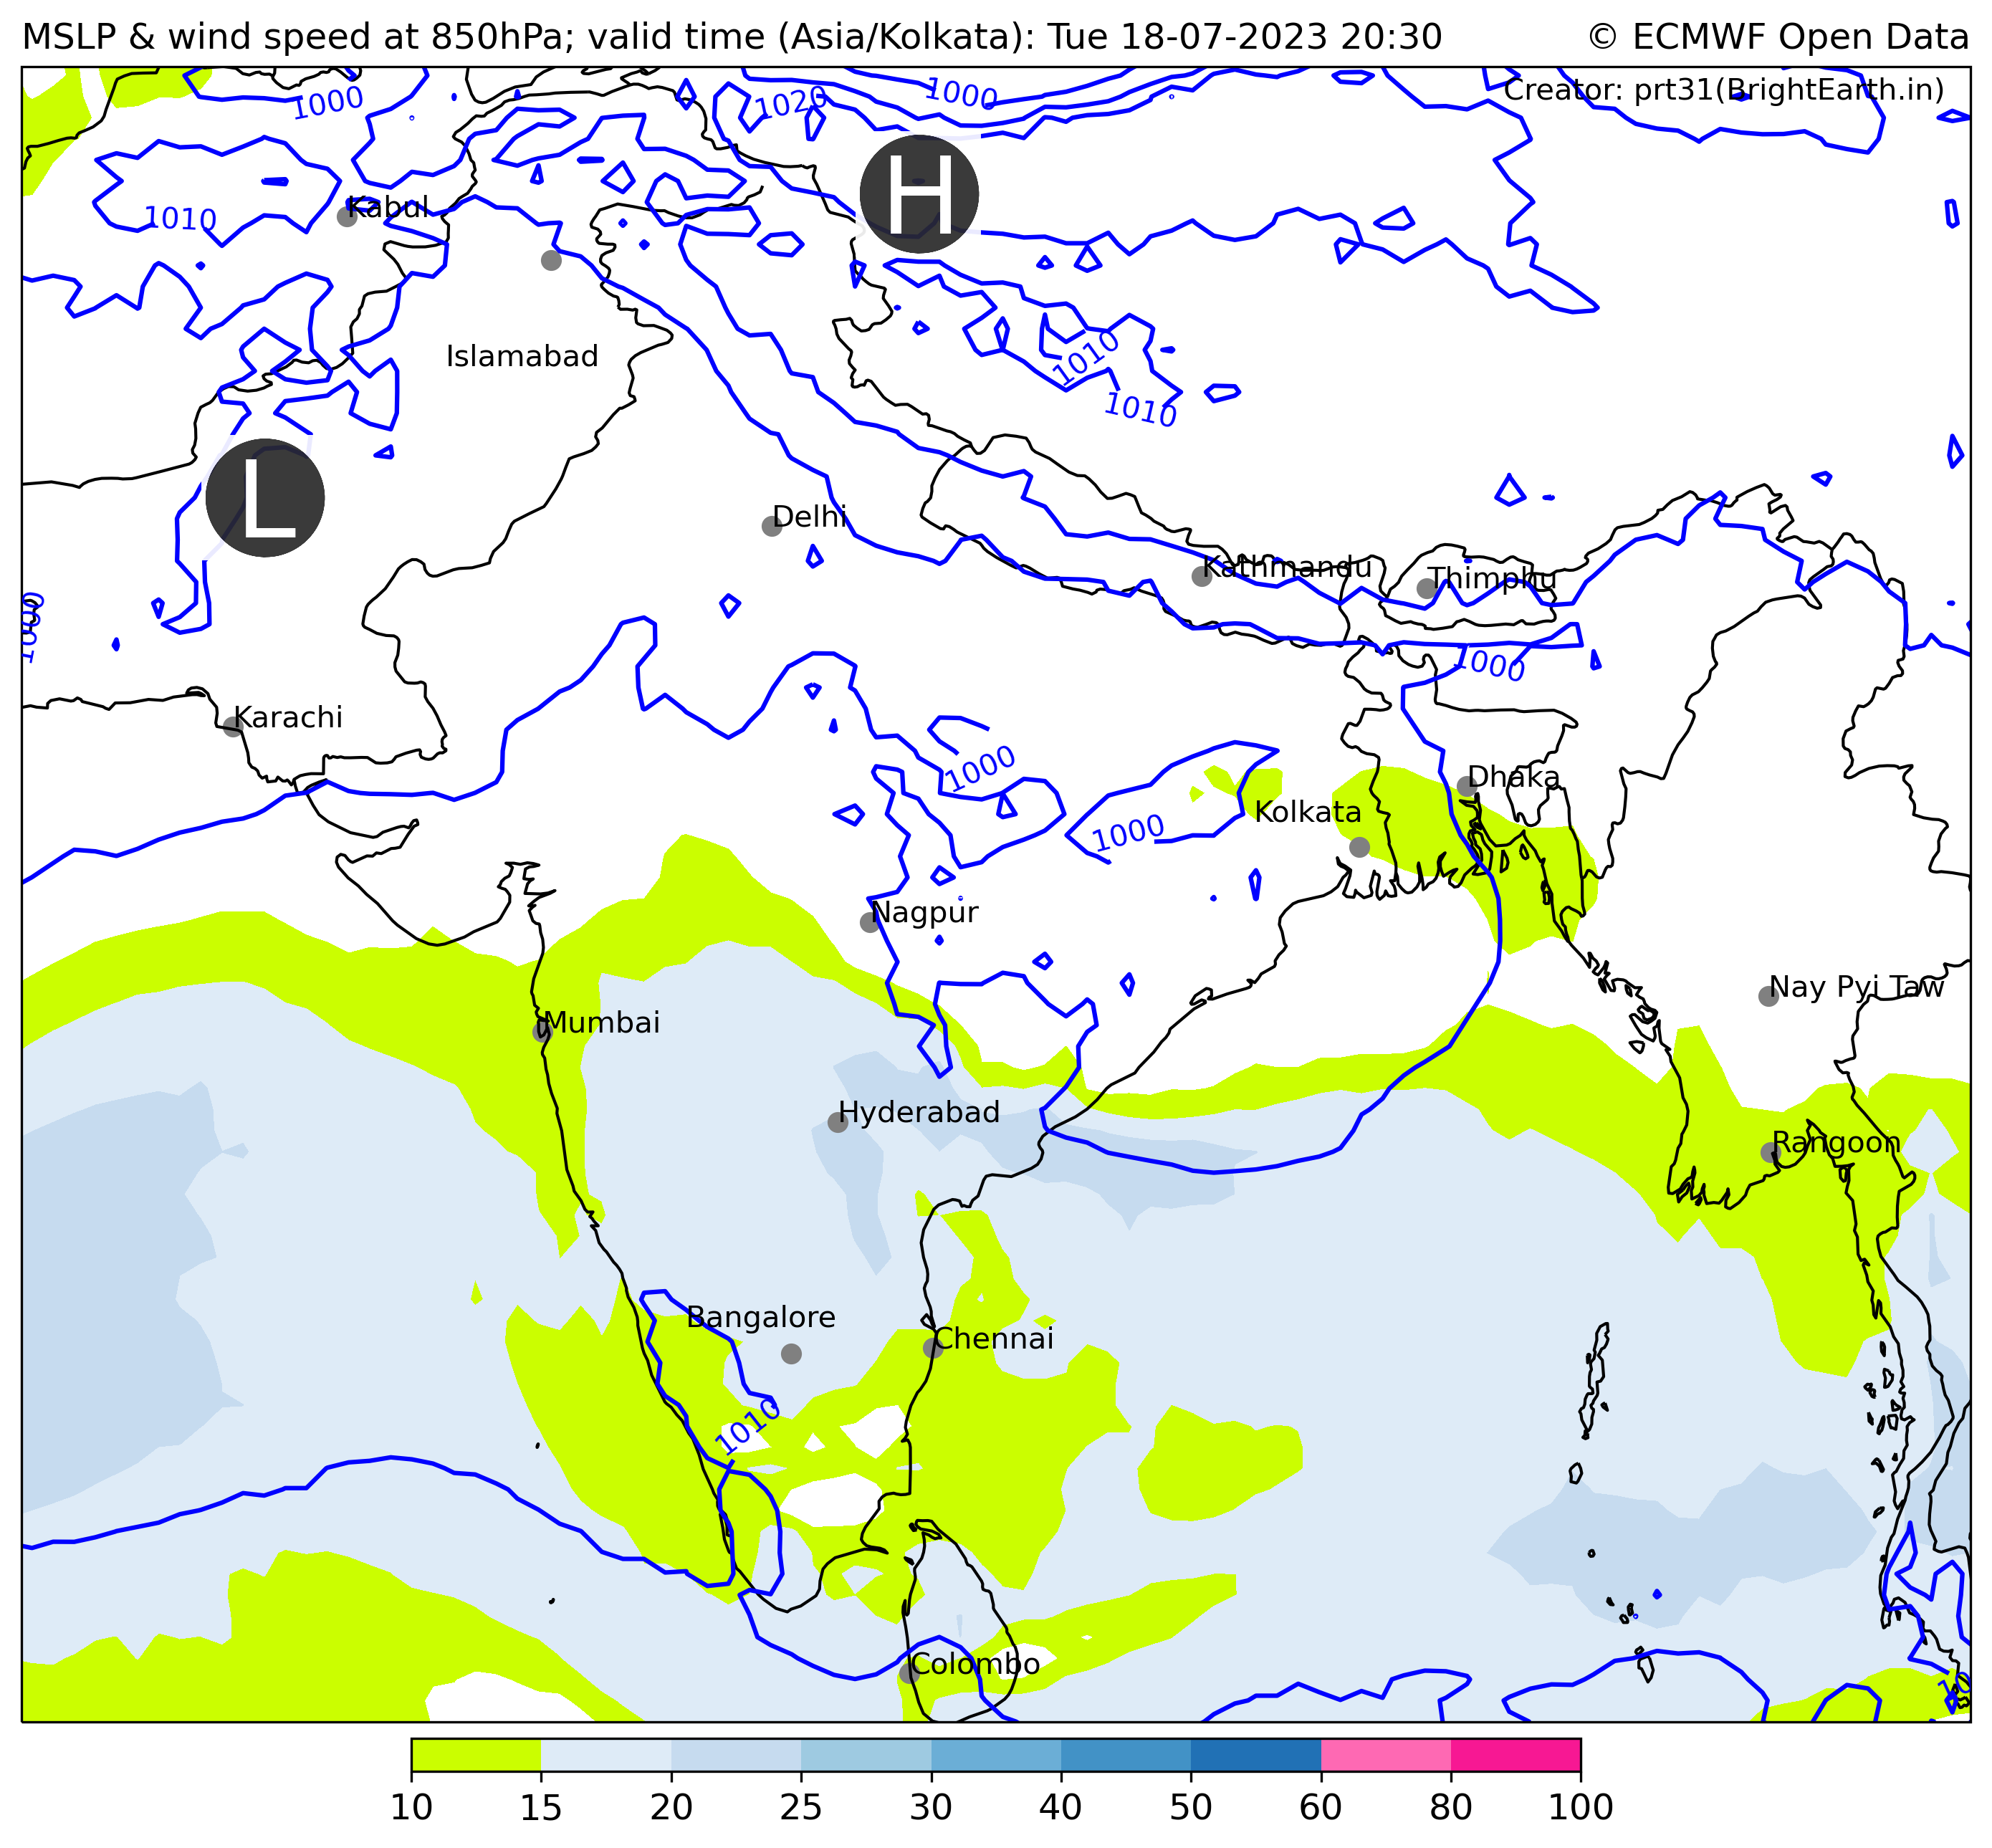 MSLP & wind speed at 850hPa; valid time (Asia/Kolkata): Tue 18-07-2023 20:30
© ECMWF Open Data
Creator: prt31(BrightEarth.in)
1000
1020
1000
H
Kabul
1010
Islamabad
1010
1010
L
Delhi
Kathmandu
Thimphu
1000
1000
Karachi
1000
Dhaka
Kolkata
1000
Nagpur
Nay Pyi Taw
Mumbai
Hyderabad
Rangoon
Bangalore
Chennai
1010
Colombo
10
10 15 20 25 30 40 50 60 80 100